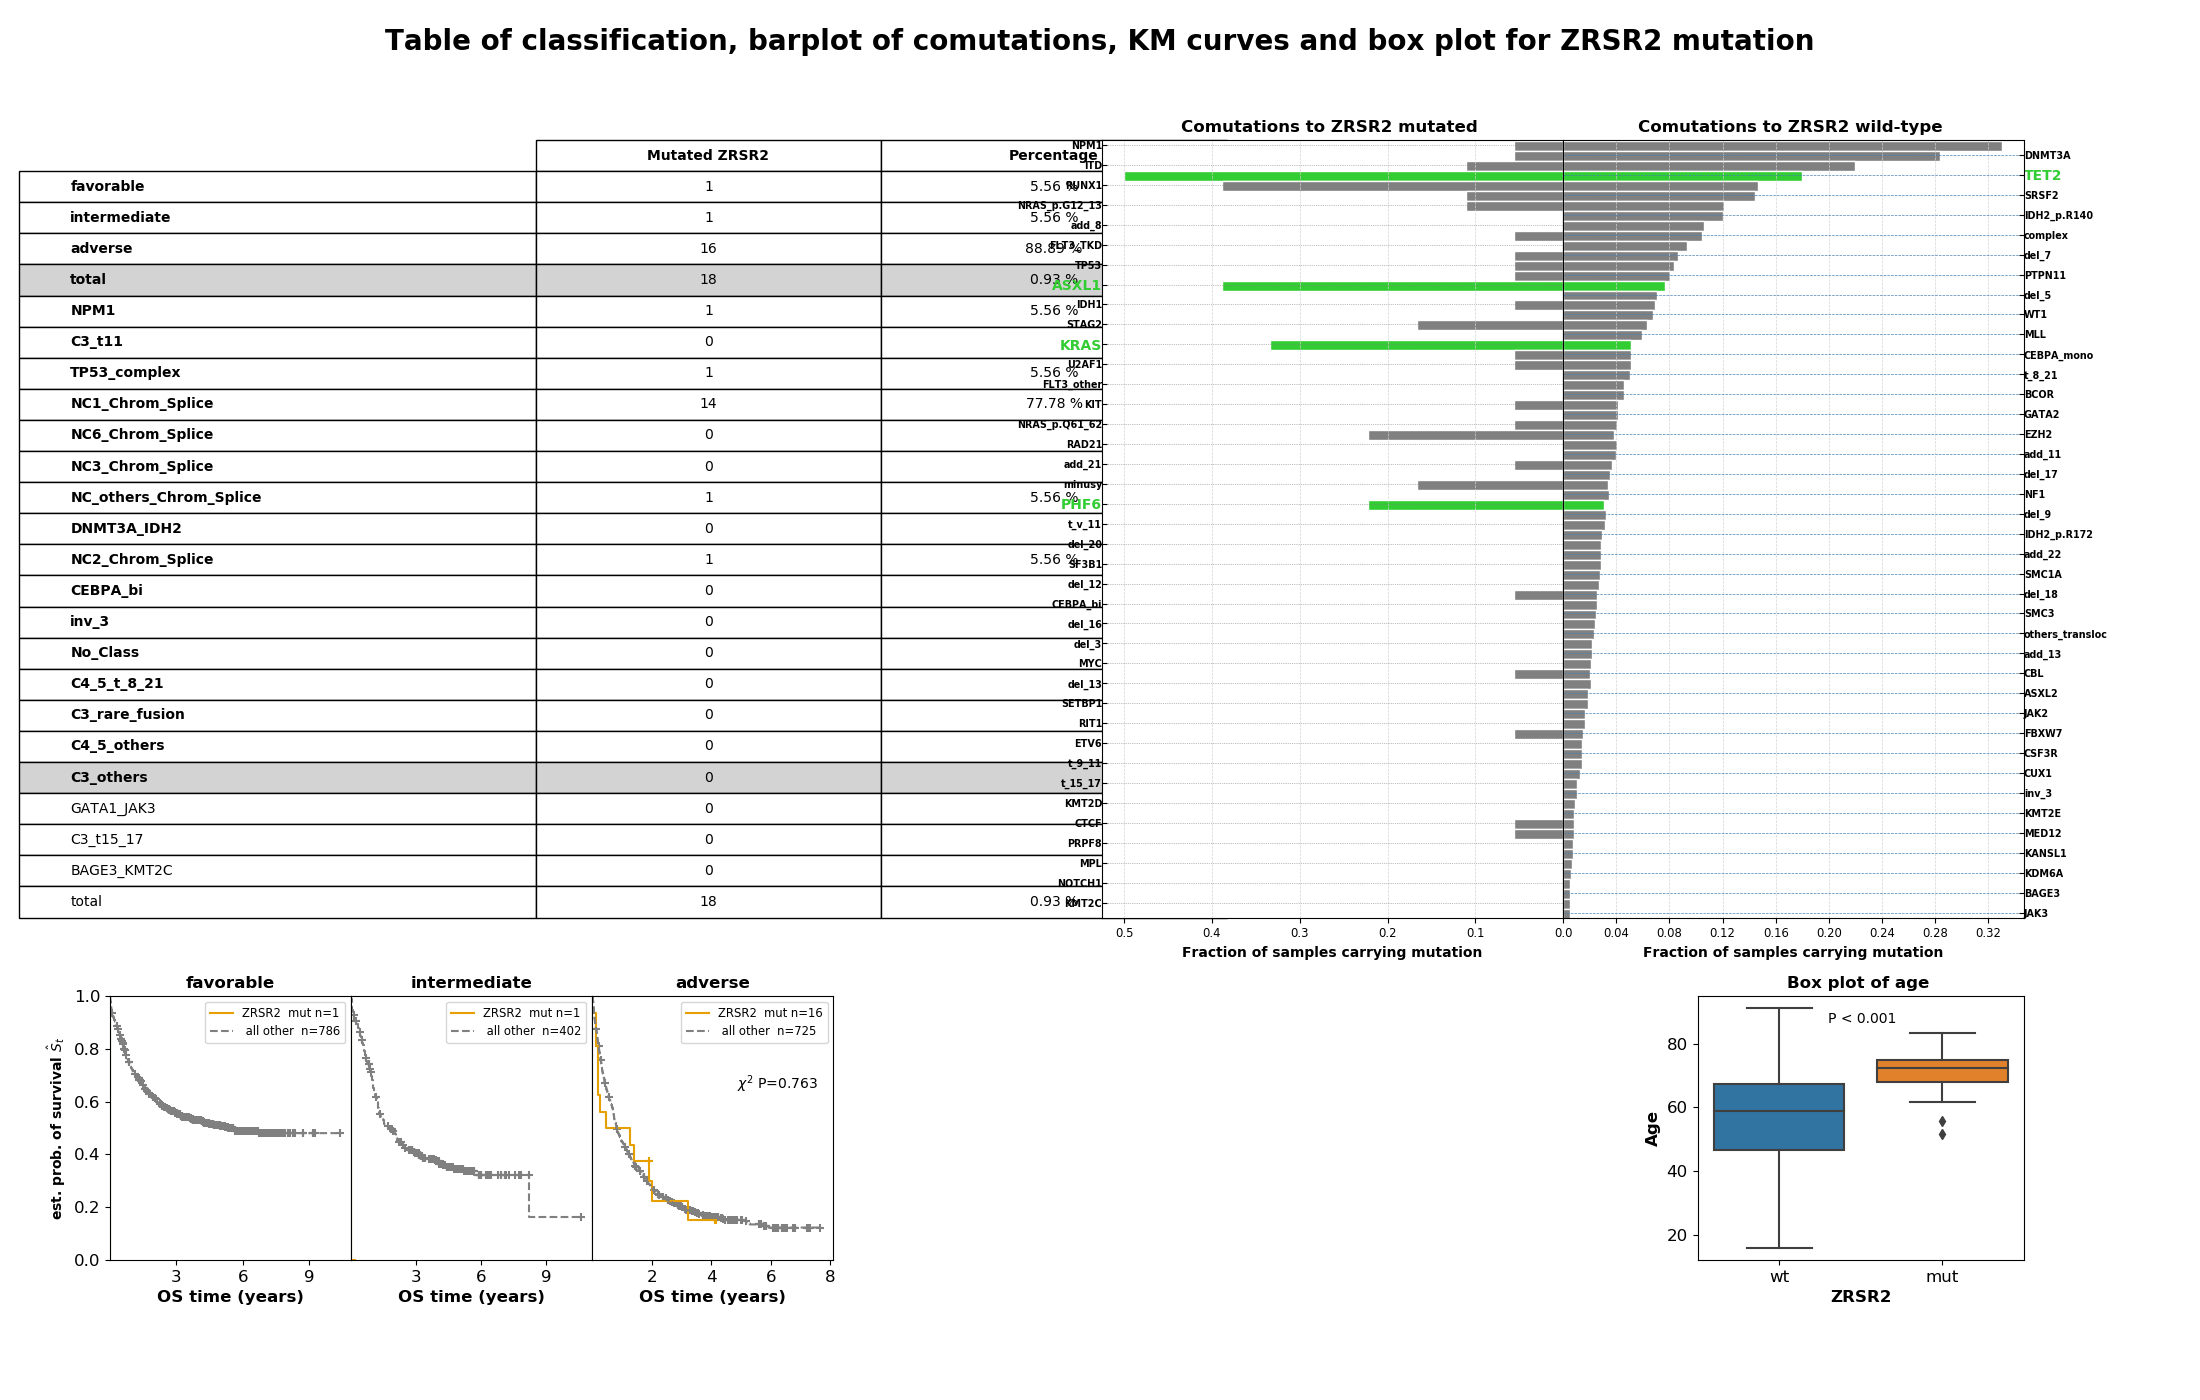 Table of classification, barplot of comutations, KM curves and box plot for ZRSR2 mutation
Mutated ZRSR2 Percentage
favorable 1 5.56 %
intermediate 1 5.56 %
adverse 16 88.89 %
total 18 0.93 %
NPM1 1 5.56 %
C3_t11 0
TP53_complex 1 5.56 %
NC1_Chrom_Splice 14 77.78 %
NC6_Chrom_Splice 0
NC3_Chrom_Splice 0
NC_others_Chrom_Splice 1 5.56 %
DNMT3A_IDH2 0
NC2_Chrom_Splice 1 5.56 %
CEBPA_bi 0
inv_3 0
No_Class 0
C4_5_t_8_21 0
C3_rare_fusion 0
C4_5_others 0
C3_others 0
GATA1_JAK3 0
C3_t15_17 0
BAGE3_KMT2C 0
total 18 0.93 %
Comutations to ZRSR2 mutated
NPM1
ITD
RUNX1
NRAS_p.G12_13
add_8
FLT3_TKD
TP53
ASXL1
IDH1
STAG2
KRAS
U2AF1
FLT3_other
KIT
NRAS_p.Q61_62
RAD21
add_21
minusy
PHF6
t_v_11
del_20
SF3B1
del_12
CEBPA_bi
del_16
del_3
MYC
del_13
SETBP1
RIT1
ETV6
t_9_11
t_15_17
KMT2D
CTCF
PRPF8
MPL
NOTCH1
KMT2C
0.5 0.4 0.3 0.2 0.1
Fraction of samples carrying mutation
Comutations to ZRSR2 wild-type
DNMT3A
TET2
SRSF2
IDH2_p.R140
complex
del_7
PTPN11
del_5
WT1
MLL
CEBPA_mono
t_8_21
BCOR
GATA2
EZH2
add_11
del_17
NF1
del_9
IDH2_p.R172
add_22
SMC1A
del_18
SMC3
others_transloc
add_13
CBL
ASXL2
JAK2
FBXW7
CSF3R
CUX1
inv_3
KMT2E
MED12
KANSL1
KDM6A
BAGE3
JAK3
0.0 0.04 0.08 0.12 0.16 0.20 0.24 0.28 0.32
Fraction of samples carrying mutation
favorable
ZRSR2 mut n=1
all other n=786
1.0
0.8
0.6
0.4
0.2
0.0
est. prob. of survival Ŝt
3 6 9
OS time (years)
intermediate
ZRSR2 mut n=1
all other n=402
3 6 9
OS time (years)
adverse
ZRSR2 mut n=16
all other n=725
χ² P=0.763
2 4 6 8
OS time (years)
Box plot of age
P < 0.001
80
60
40
20
Age
wt mut
ZRSR2